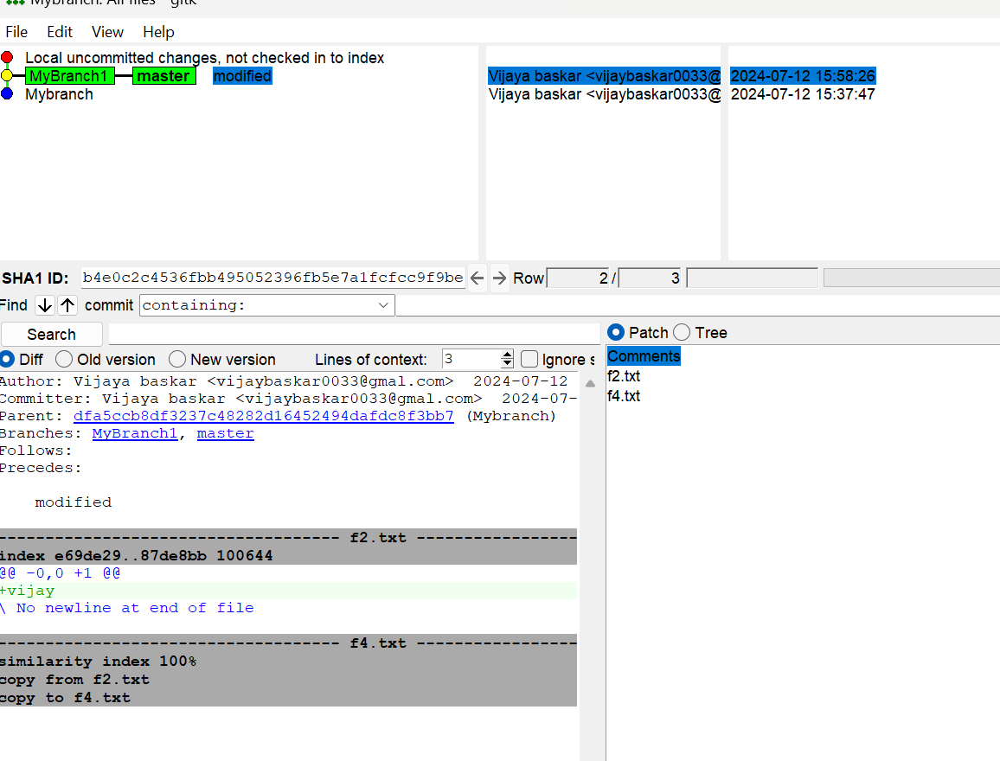 Mybranch: All files - gitk
File Edit View Help
Local uncommitted changes, not checked in to index
MyBranch1 master modified Vijaya baskar <vijaybaskar0033@ 2024-07-12 15:58:26
Mybranch Vijaya baskar <vijaybaskar0033@ 2024-07-12 15:37:47
SHA1 ID: b4e0c2c4536fbb495052396fb5e7a1fcfcc9f9be Row 2 / 3
Find commit containing:
Search
Patch Tree
Diff Old version New version Lines of context: 3 Ignore s
Comments
f2.txt
f4.txt
Author: Vijaya baskar <vijaybaskar0033@gmal.com> 2024-07-12
Committer: Vijaya baskar <vijaybaskar0033@gmal.com> 2024-07-
Parent: dfa5ccb8df3237c48282d16452494dafdc8f3bb7 (Mybranch)
Branches: MyBranch1, master
Follows:
Precedes:
modified
----------------------------------- f2.txt -----------------
index e69de29..87de8bb 100644
@@ -0,0 +1 @@
+vijay
\ No newline at end of file
----------------------------------- f4.txt -----------------
similarity index 100%
copy from f2.txt
copy to f4.txt